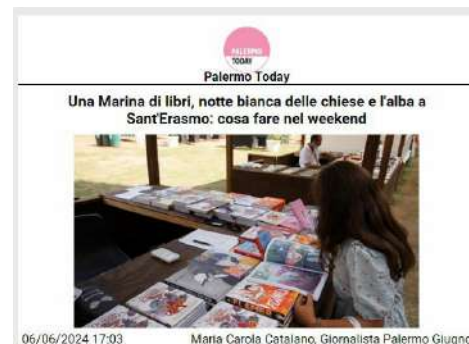 PALERMO
TODAY
Palermo Today
Una Marina di libri, notte bianca delle chiese e l'alba a
Sant'Erasmo: cosa fare nel weekend
06/06/2024 17:03 Maria Carola Catalano, Giornalista Palermo Giugno